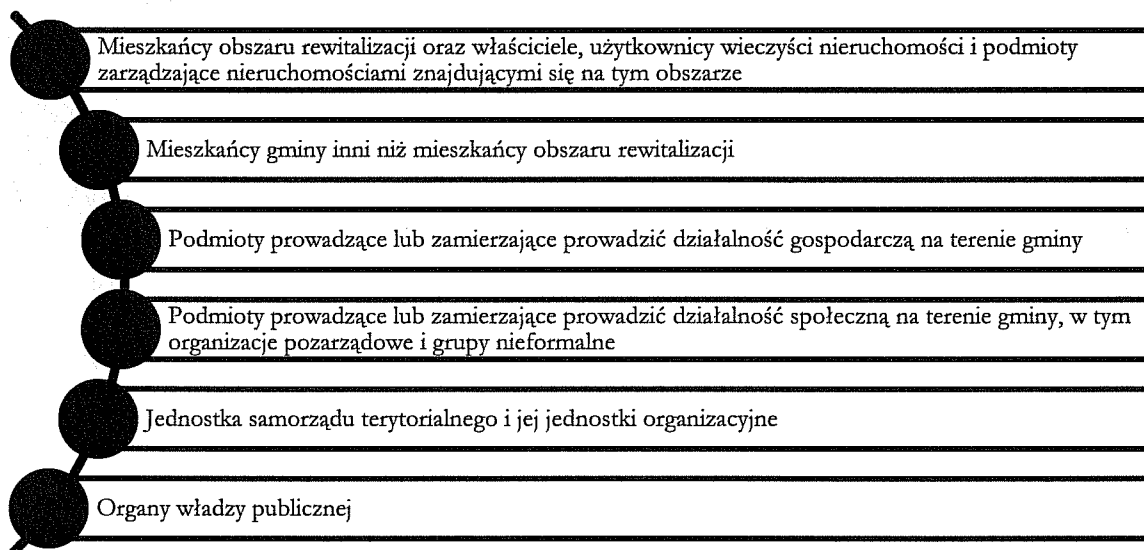 Mieszkańcy obszaru rewitalizacji oraz właściciele, użytkownicy wieczyści nieruchomości i podmioty
zarządzające nieruchomościami znajdującymi się na tym obszarze
Mieszkańcy gminy inni niż mieszkańcy obszaru rewitalizacji
Podmioty prowadzące lub zamierzające prowadzić działalność gospodarczą na terenie gminy
Podmioty prowadzące lub zamierzające prowadzić działalność społeczną na terenie gminy, w tym
organizacje pozarządowe i grupy nieformalne
Jednostka samorządu terytorialnego i jej jednostki organizacyjne
Organy władzy publicznej